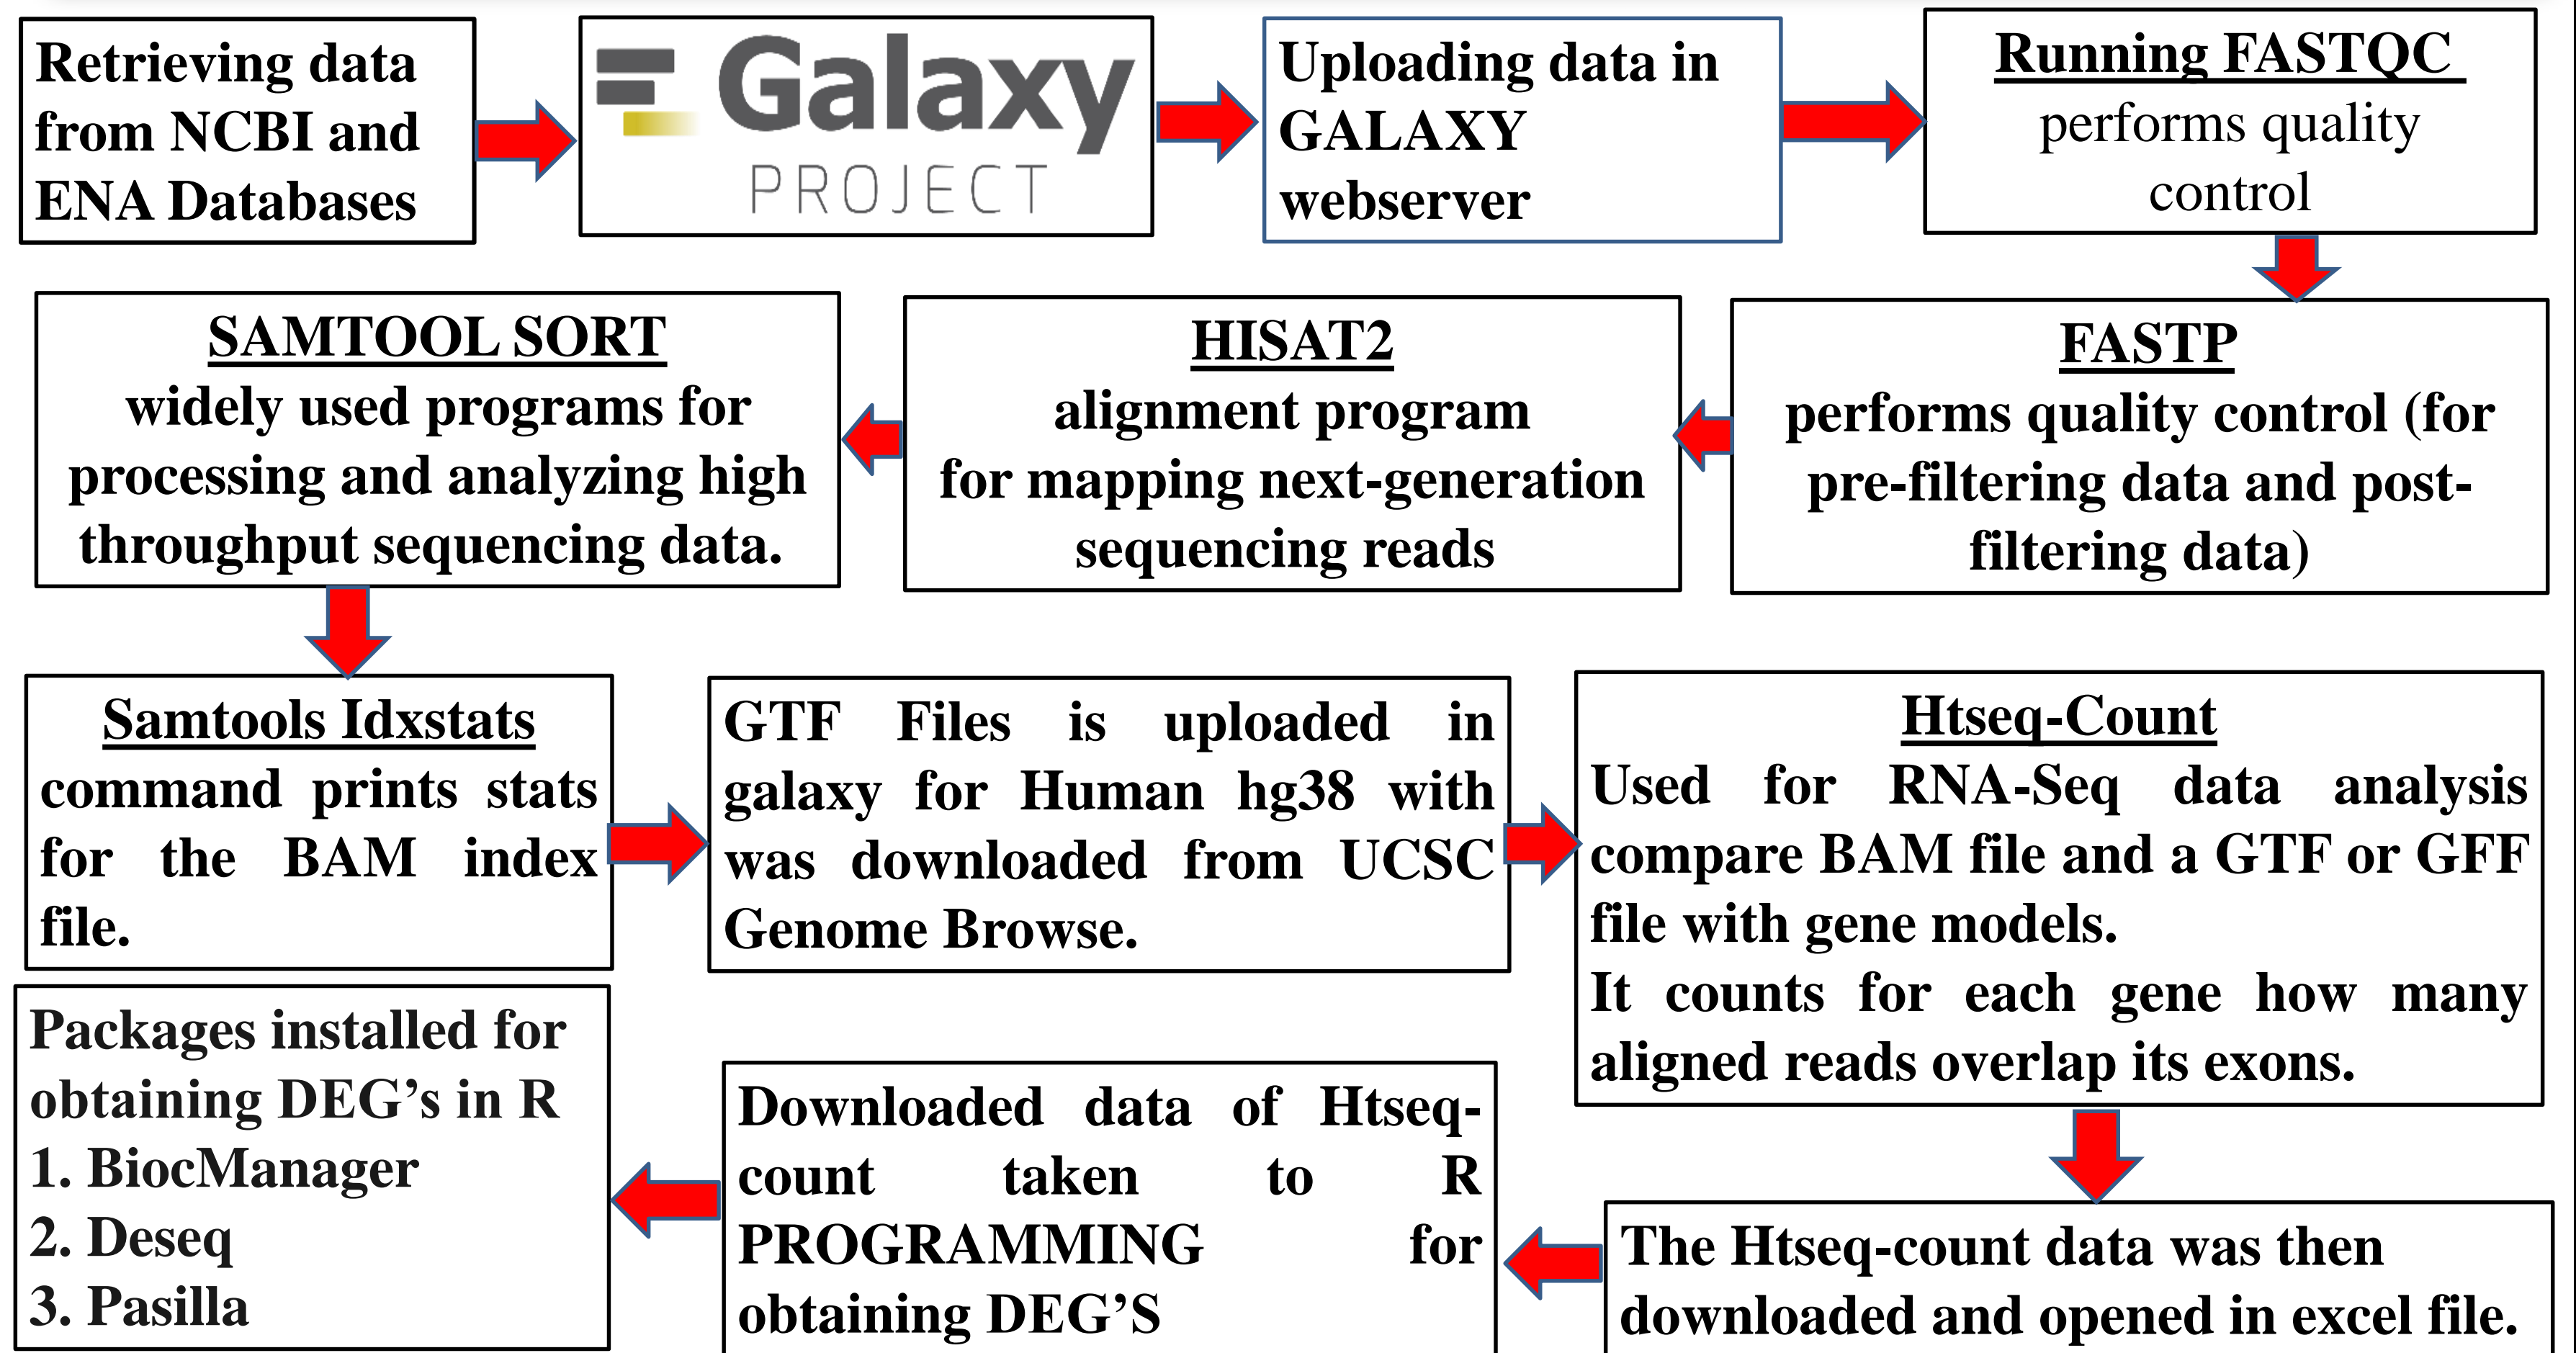 Retrieving data
from NCBI and
ENA Databases
Galaxy
PROJECT
Uploading data in
GALAXY
webserver
Running FASTQC
performs quality
control
FASTP
performs quality control (for
pre-filtering data and post-
filtering data)
HISAT2
alignment program
for mapping next-generation
sequencing reads
SAMTOOL SORT
widely used programs for
processing and analyzing high
throughput sequencing data.
Samtools Idxstats
command prints stats
for the BAM index
file.
GTF Files is uploaded in
galaxy for Human hg38 with
was downloaded from UCSC
Genome Browse.
Htseq-Count
Used for RNA-Seq data analysis
compare BAM file and a GTF or GFF
file with gene models.
It counts for each gene how many
aligned reads overlap its exons.
The Htseq-count data was then
downloaded and opened in excel file.
Downloaded data of Htseq-
count taken to R
PROGRAMMING for
obtaining DEG'S
Packages installed for
obtaining DEG’s in R
1. BiocManager
2. Deseq
3. Pasilla